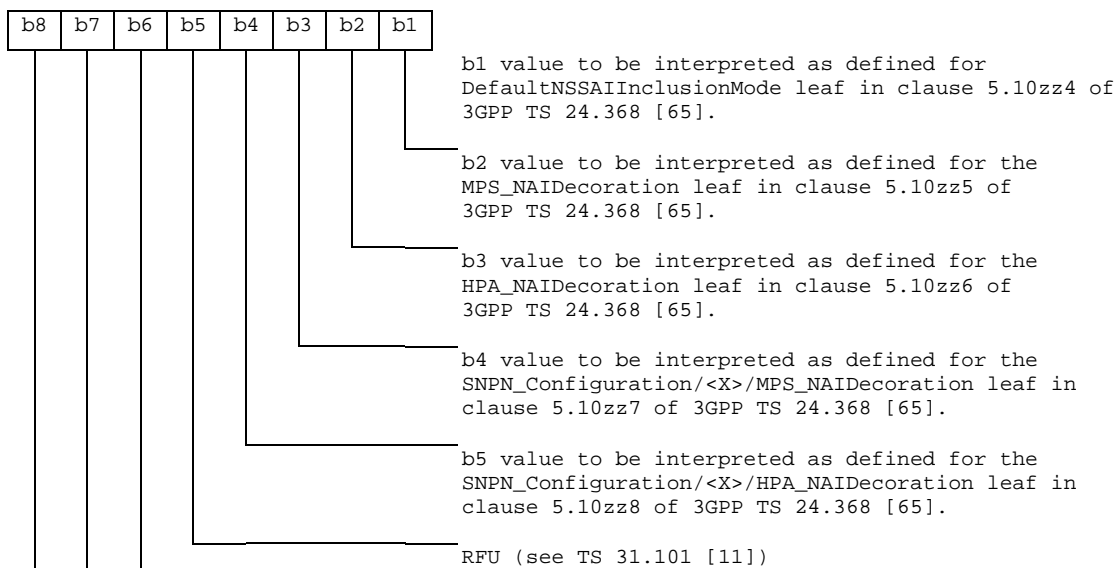 b8 b7 b6 b5 b4 b3 b2 b1
b1 value to be interpreted as defined for
DefaultNSSAIInclusionMode leaf in clause 5.10zz4 of
3GPP TS 24.368 [65].
b2 value to be interpreted as defined for the
MPS_NAIDecoration leaf in clause 5.10zz5 of
3GPP TS 24.368 [65].
b3 value to be interpreted as defined for the
HPA_NAIDecoration leaf in clause 5.10zz6 of
3GPP TS 24.368 [65].
b4 value to be interpreted as defined for the
SNPN_Configuration/<X>/MPS_NAIDecoration leaf in
clause 5.10zz7 of 3GPP TS 24.368 [65].
b5 value to be interpreted as defined for the
SNPN_Configuration/<X>/HPA_NAIDecoration leaf in
clause 5.10zz8 of 3GPP TS 24.368 [65].
RFU (see TS 31.101 [11])